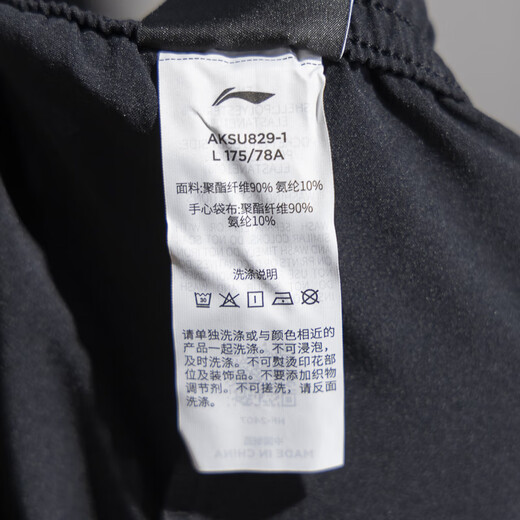 AKSU829-1
L 175/78A
面料:聚酯纤维90% 氨纶10%
手心袋布:聚酯纤维90%
氨纶10%
洗涤说明
30
请单独洗涤或与颜色相近的
产品一起洗涤。不可浸泡,
及时洗涤。不可熨烫印花部
位及装饰品。不要添加织物
调节剂。不可搓洗，请反面
洗涤。
MADE IN CHINA